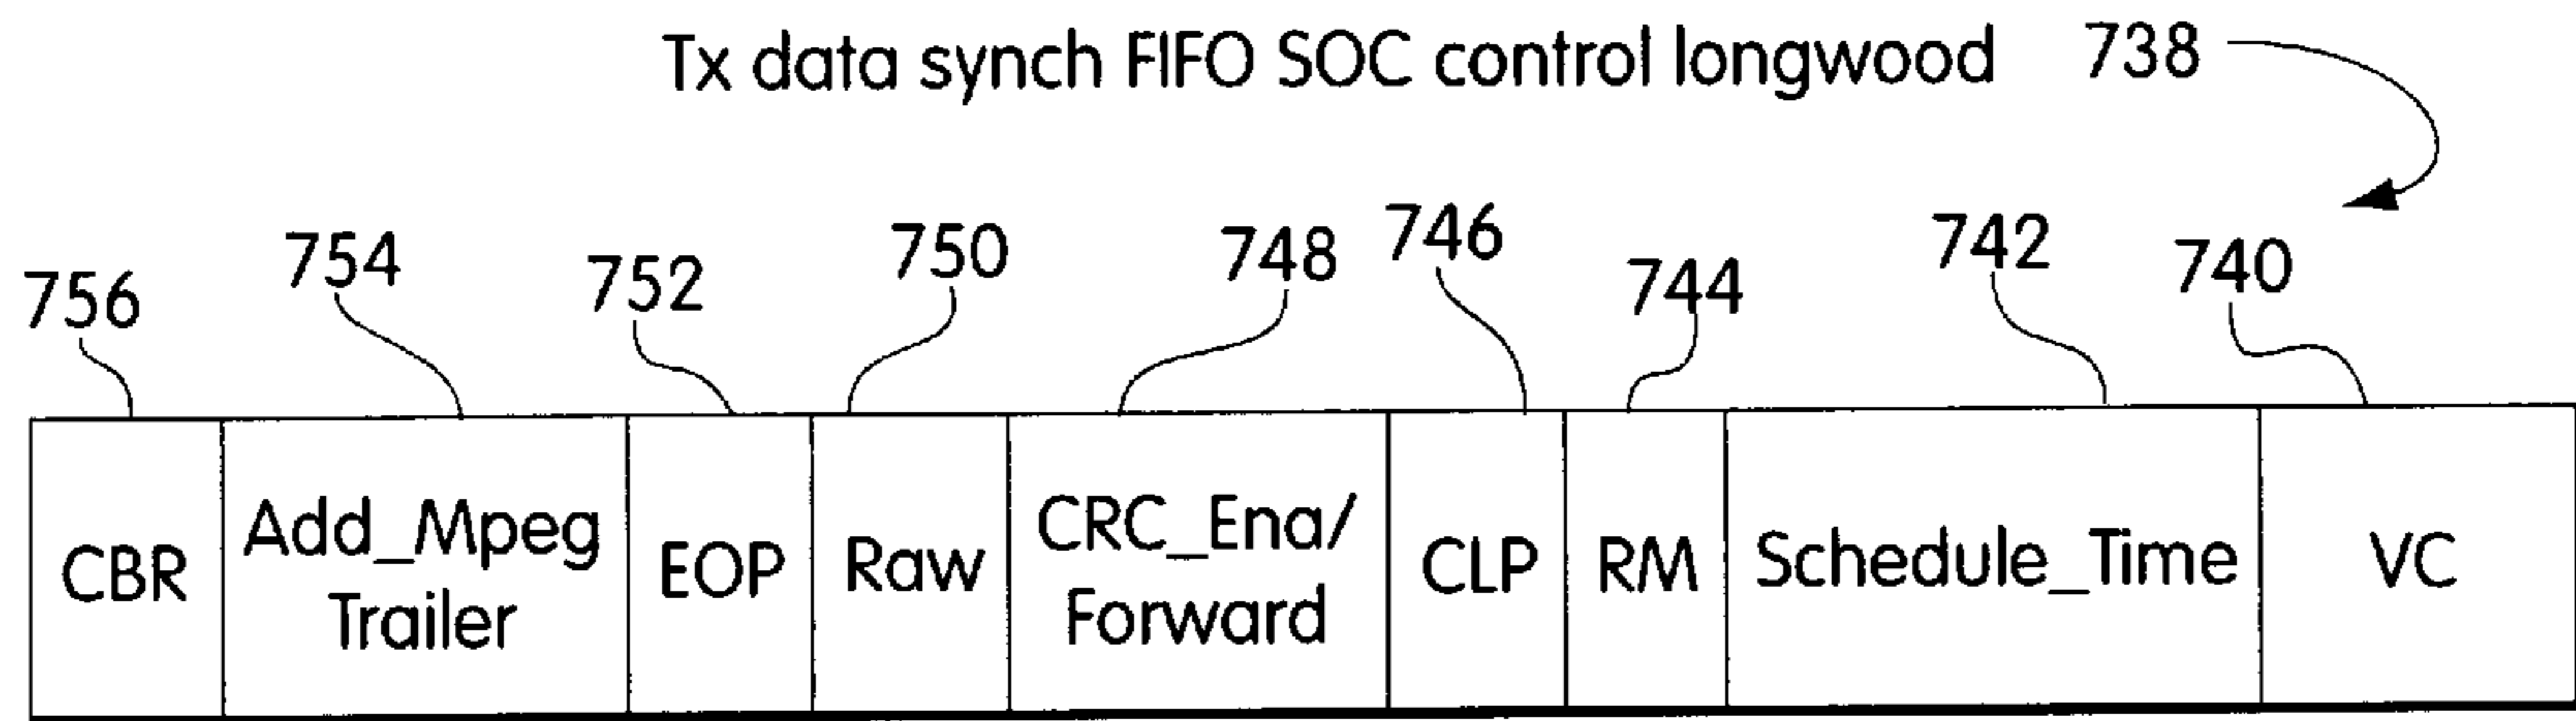 Tx data synch FIFO SOC control longwood 738
756 754 752 750 748 746 744 742 740
CBR Add_Mpeg Trailer EOP Raw CRC_Ena/ Forward CLP RM Schedule_Time VC